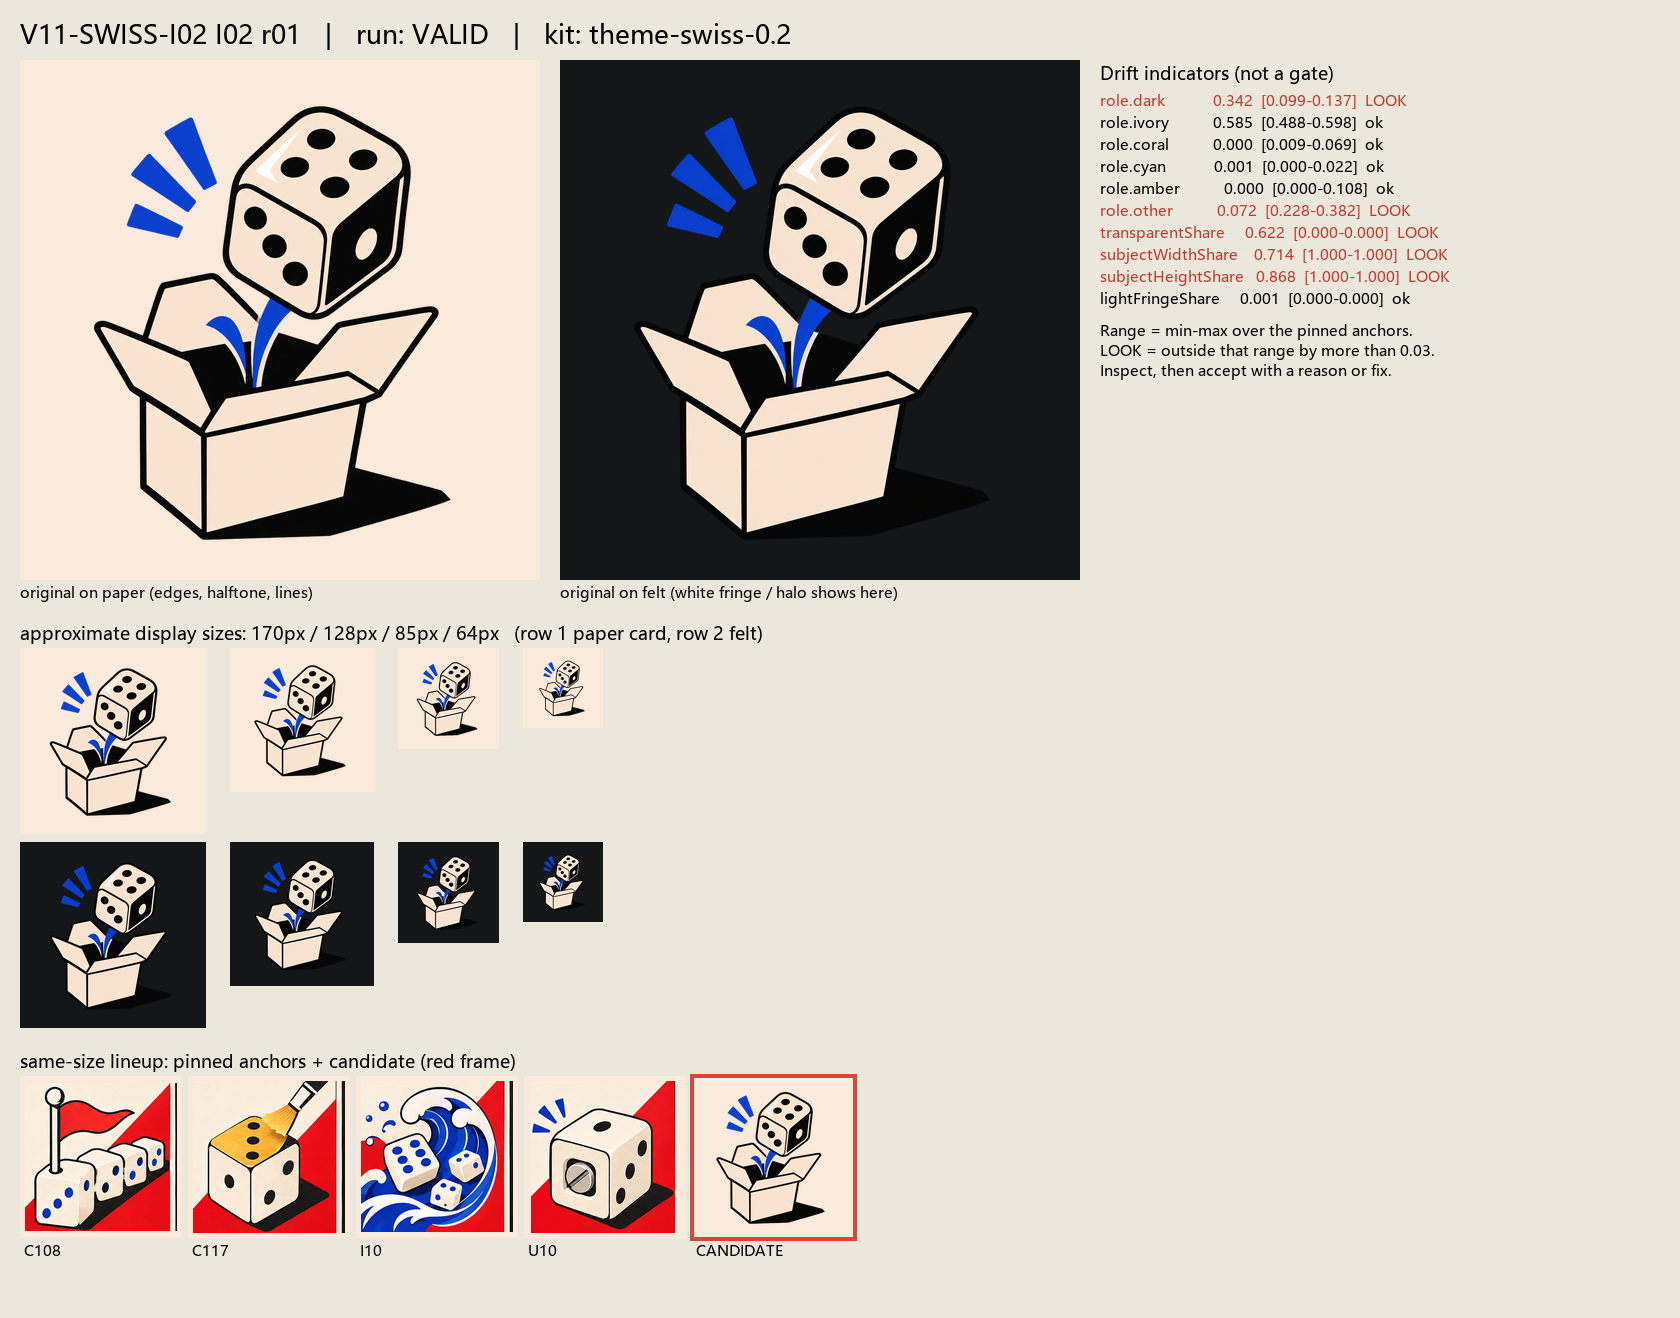 V11-SWISS-I02 I02 r01 | run: VALID | kit: theme-swiss-0.2
Drift indicators (not a gate)
role.dark 0.342 [0.099-0.137] LOOK
role.ivory 0.585 [0.488-0.598] ok
role.coral 0.000 [0.009-0.069] ok
role.cyan 0.001 [0.000-0.022] ok
role.amber 0.000 [0.000-0.108] ok
role.other 0.072 [0.228-0.382] LOOK
transparentShare 0.622 [0.000-0.000] LOOK
subjectWidthShare 0.714 [1.000-1.000] LOOK
subjectHeightShare 0.868 [1.000-1.000] LOOK
lightFringeShare 0.001 [0.000-0.000] ok
Range = min-max over the pinned anchors.
LOOK = outside that range by more than 0.03.
Inspect, then accept with a reason or fix.
original on paper (edges, halftone, lines)
original on felt (white fringe / halo shows here)
approximate display sizes: 170px / 128px / 85px / 64px (row 1 paper card, row 2 felt)
same-size lineup: pinned anchors + candidate (red frame)
C108
C117
I10
U10
CANDIDATE